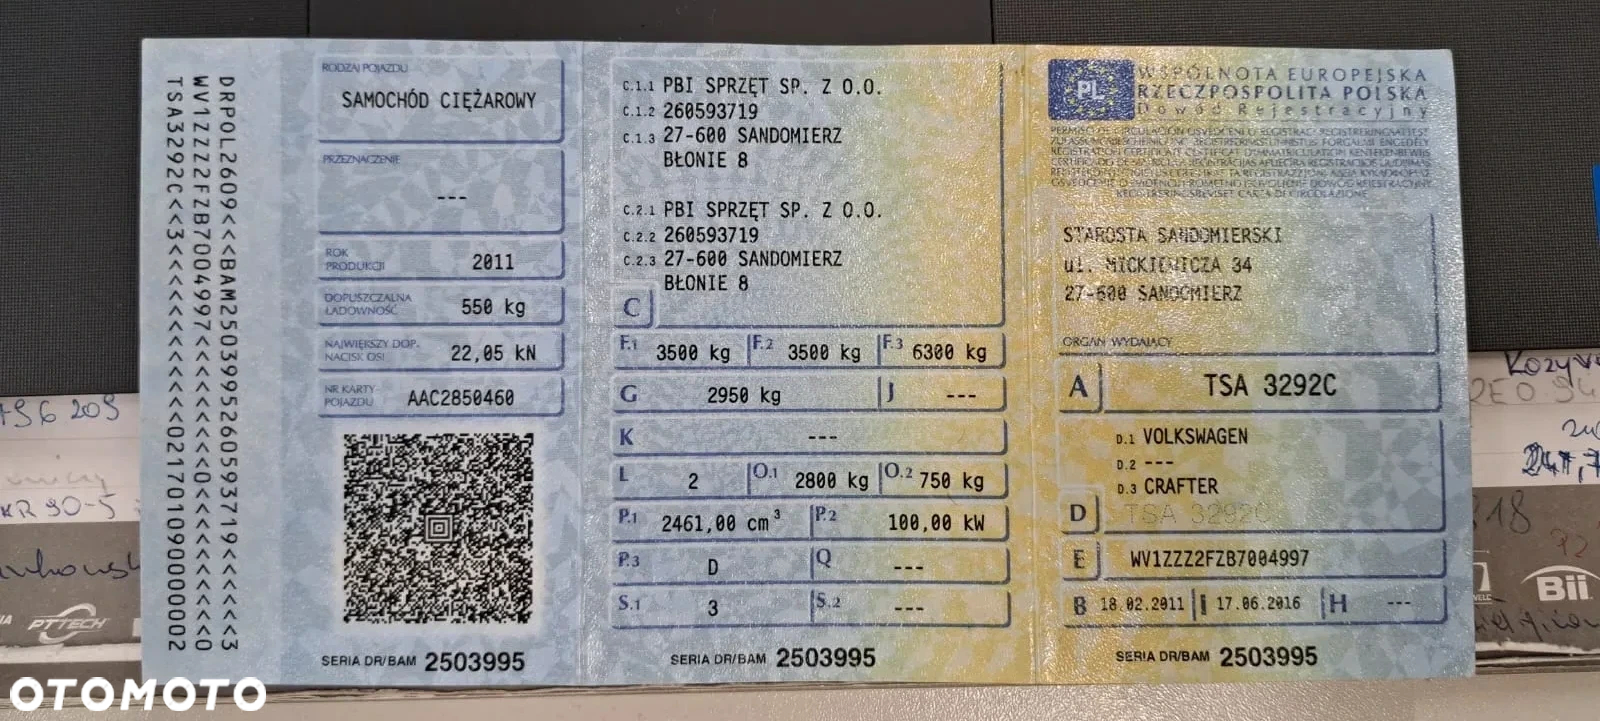 DRPOL2609<<<BAM2503995260593719<<<<<<3
WV1ZZZ2FZB7004997<<<<<<<<<0<<<<<<<<<<0
TSA3292C<<3<<<<<<<<<<<<<<0217010900000002
RODZAJ POJAZDU
SAMOCHÓD CIĘŻAROWY
PRZEZNACZENIE
---
ROK PRODUKCJI
2011
DOPUSZCZALNA ŁADOWNOŚĆ
550 kg
NAJWIĘKSZY DOP. NACISK OSI
22,05 kN
NR KARTY POJAZDU
AAC2850460
SERIA DR/BAM 2503995
C.1.1 PBI SPRZĘT SP. Z O.O.
C.1.2 260593719
C.1.3 27-600 SANDOMIERZ
BŁONIE 8
C.2.1 PBI SPRZĘT SP. Z O.O.
C.2.2 260593719
C.2.3 27-600 SANDOMIERZ
BŁONIE 8
C
F.1 3500 kg F.2 3500 kg F.3 6300 kg
G 2950 kg J ---
K ---
L 2 O.1 2800 kg O.2 750 kg
P.1 2461,00 cm³ P.2 100,00 kW
P.3 D Q ---
S.1 3 S.2 ---
SERIA DR/BAM 2503995
PL
WSPÓLNOTA EUROPEJSKA
RZECZPOSPOLITA POLSKA
Dowód Rejestracyjny
STAROSTA SANDOMIERSKI
ul. MICKIEWICZA 34
27-600 SANDOMIERZ
ORGAN WYDAJĄCY
A TSA 3292C
D.1 VOLKSWAGEN
D.2 ---
D.3 CRAFTER
D TSA 3292C
E WV1ZZZ2FZB7004997
B 18.02.2011 I 17.06.2016 H ---
SERIA DR/BAM 2503995
PTTECH
Bii
OTOMOTO